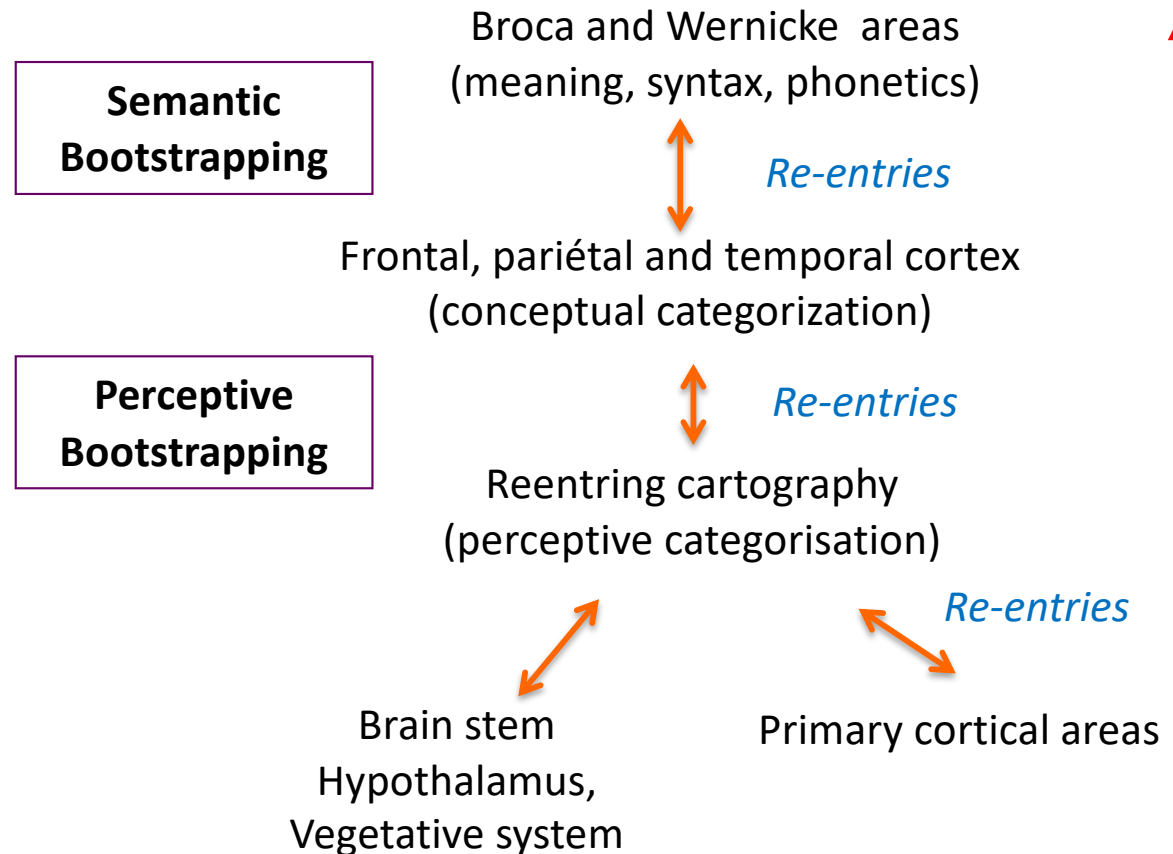 Broca and Wernicke areas
(meaning, syntax, phonetics)
Semantic
Bootstrapping
Re-entries
Frontal, pariétal and temporal cortex
(conceptual categorization)
Perceptive
Bootstrapping
Re-entries
Reentring cartography
(perceptive categorisation)
Re-entries
Brain stem
Hypothalamus,
Vegetative system
Primary cortical areas